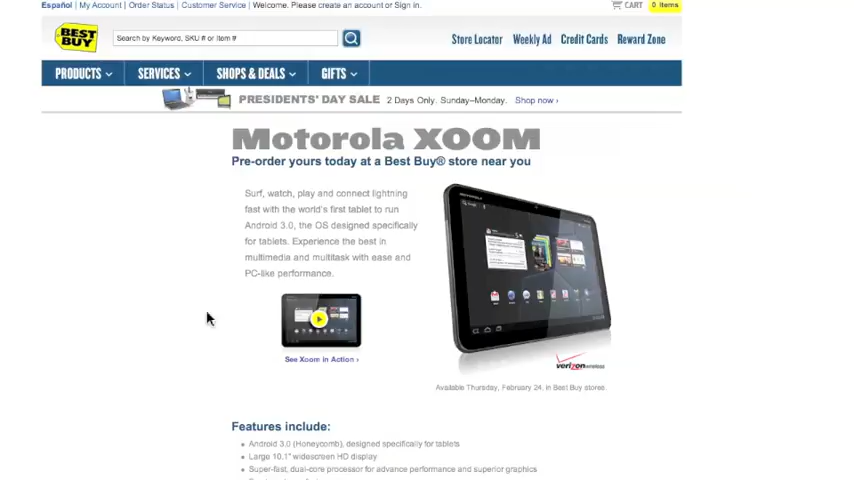 Español | My Account | Order Status | Customer Service | Welcome. Please create an account or Sign in.
CART 0 Items
BEST BUY
Search by Keyword, SKU # or Item #
Store Locator Weekly Ad Credit Cards Reward Zone
PRODUCTS SERVICES SHOPS & DEALS GIFTS
PRESIDENTS' DAY SALE 2 Days Only, Sunday–Monday. Shop now ›
Motorola XOOM
Pre-order yours today at a Best Buy® store near you
Surf, watch, play and connect lightning
fast with the world's first tablet to run
Android 3.0, the OS designed specifically
for tablets. Experience the best in
multimedia and multitask with ease and
PC-like performance.
See Xoom in Action ›
verizon wireless
Available Thursday, February 24, in Best Buy stores.
Features include:
Android 3.0 (Honeycomb), designed specifically for tablets
Large 10.1" widescreen HD display
Super-fast, dual-core processor for advance performance and superior graphics